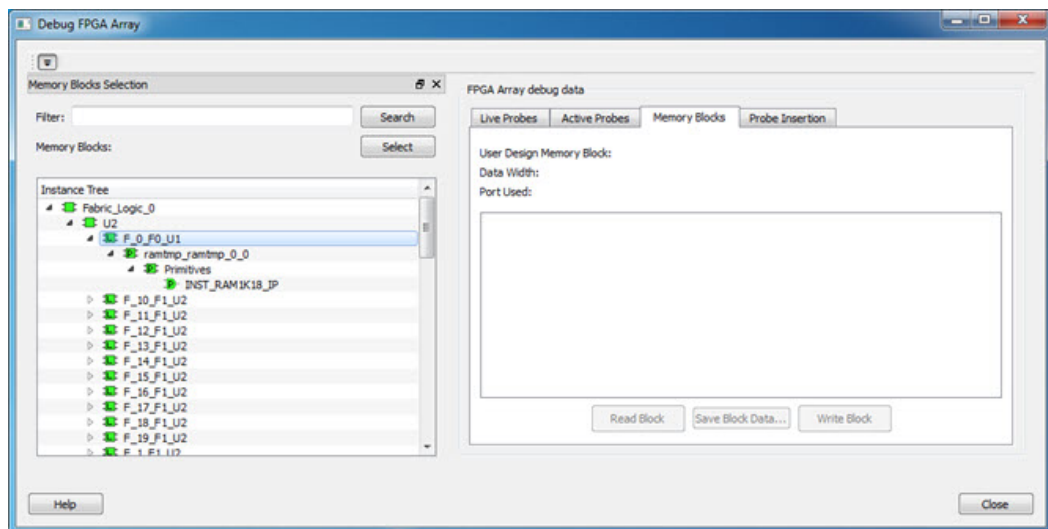 Debug FPGA Array
Memory Blocks Selection
Filter:
Search
Memory Blocks:
Select
Instance Tree
Fabric_Logic_0
U2
F_0_F0_U1
ramtmp_ramtmp_0_0
Primitives
INST_RAM1K18_IP
F_10_F1_U2
F_11_F1_U2
F_12_F1_U2
F_13_F1_U2
F_14_F1_U2
F_15_F1_U2
F_16_F1_U2
F_17_F1_U2
F_18_F1_U2
F_19_F1_U2
F_1_F1_U2
FPGA Array debug data
Live Probes
Active Probes
Memory Blocks
Probe Insertion
User Design Memory Block:
Data Width:
Port Used:
Read Block
Save Block Data...
Write Block
Help
Close